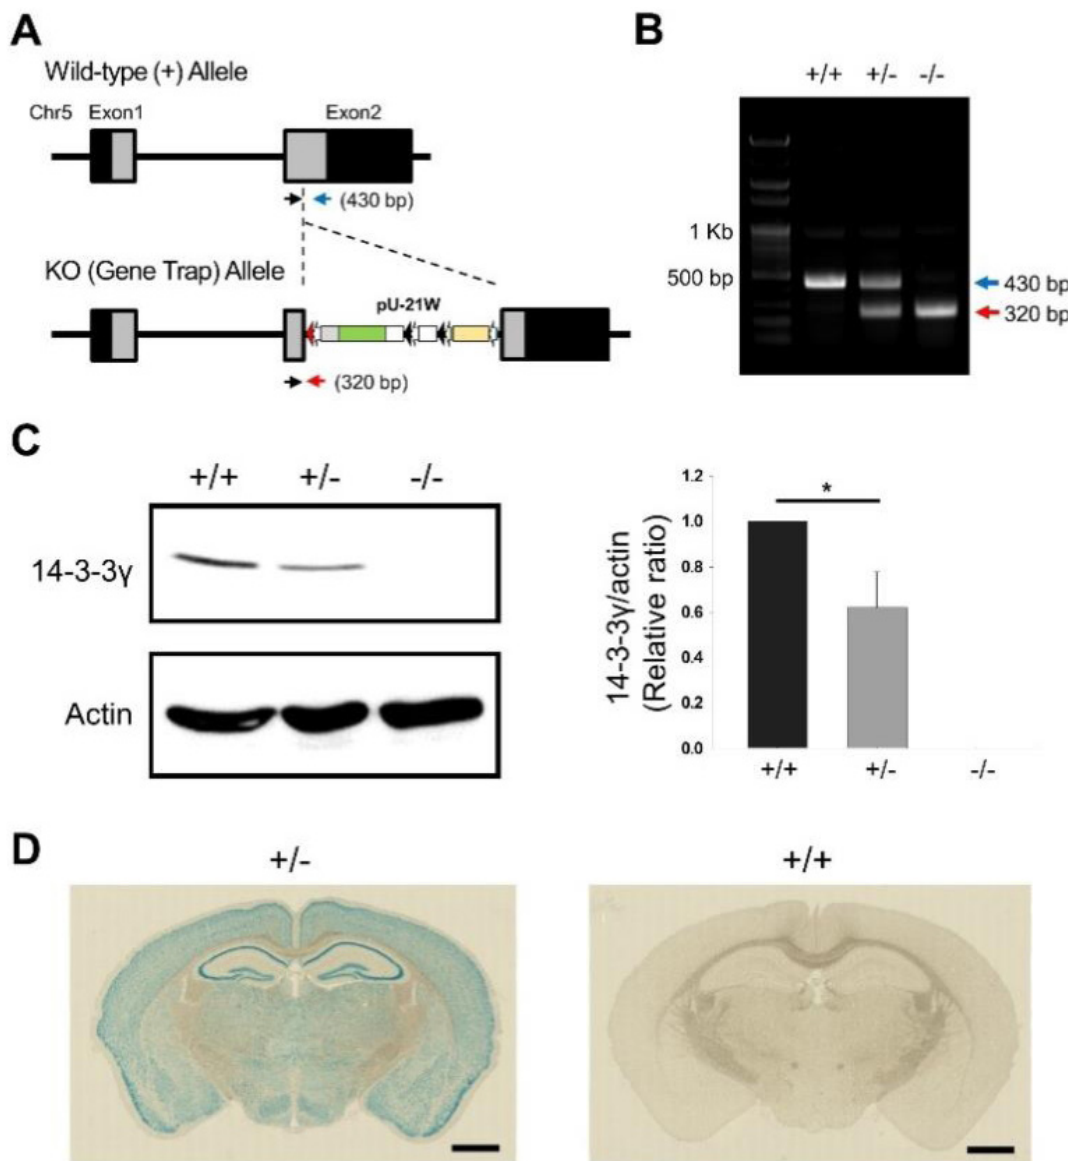 A
Wild-type (+) Allele
Chr5 Exon1 Exon2
(430 bp)
KO (Gene Trap) Allele
pU-21W
(320 bp)
B
+/+ +/- -/-
1 Kb
500 bp
430 bp
320 bp
C
+/+ +/- -/-
14-3-3γ
Actin
14-3-3γ/actin
(Relative ratio)
1.2
1.0
0.8
0.6
0.4
0.2
0.0
*
+/+ +/- -/-
D
+/- +/+